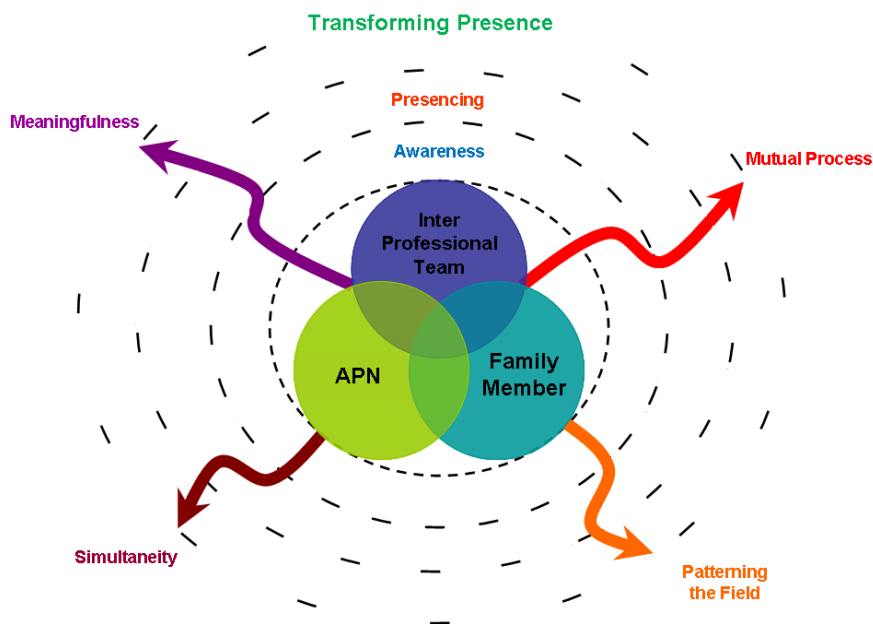 Transforming Presence
Presencing
Meaningfulness
Awareness
Mutual Process
Inter
Professional
Team
APN
Family
Member
Simultaneity
Patterning
the Field